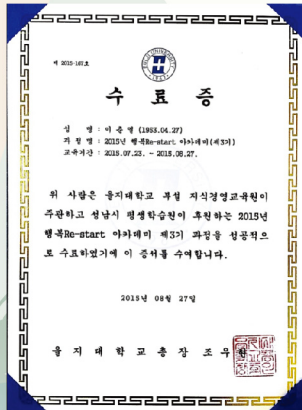 제 2015-167호
수 료 증
성 명 : 이 윤 열 (1953.04.27)
과 정 명 : 2015년 행복Re-start 아카데미(제3기)
교육기간 : 2015.07.23. ~ 2015.08.27.
위 사람은 을지대학교 부설 지식경영교육원이
주관하고 성남시 평생학습원이 후원하는 2015년
행복Re-start 아카데미 제3기 과정을 성공적으
로 수료하였기에 이 증서를 수여합니다.
2015년 08월 27일
을 지 대 학 교 총 장 조 우